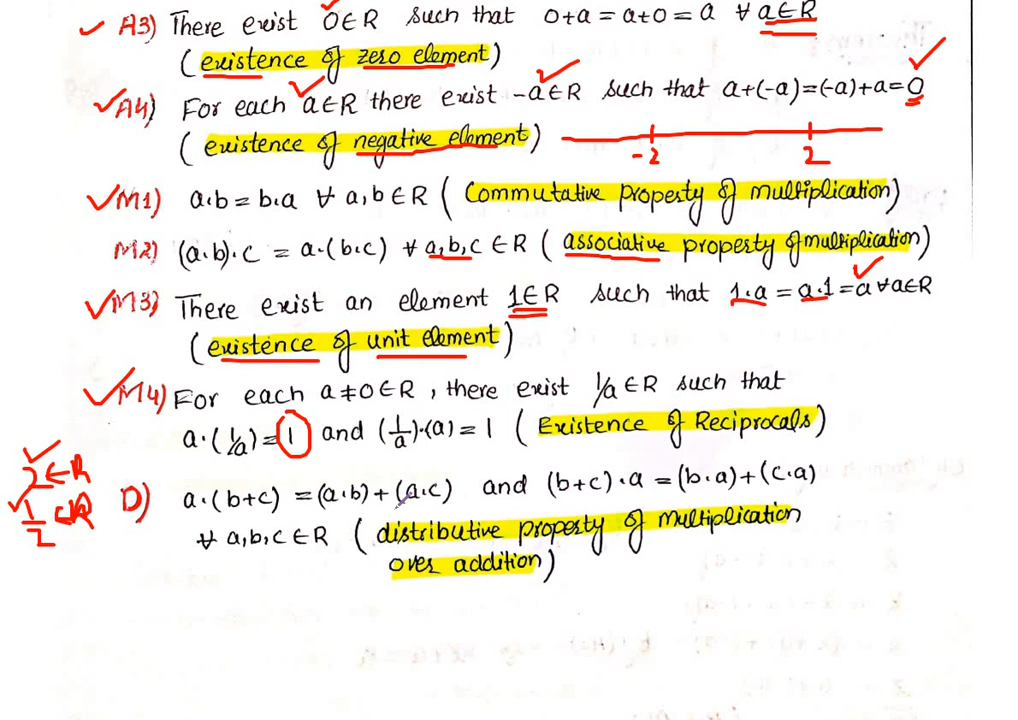 A3) There exist 0∈R such that 0+a = a+0 = a ∀ a∈R
(existence of zero element)
A4) For each a∈R there exist -a∈R such that a+(-a)=(-a)+a=0
(existence of negative element)
-2 2
M1) a.b = b.a ∀ a,b∈R (Commutative property of multiplication)
M2) (a.b).c = a.(b.c) ∀ a,b,c ∈R (associative property of multiplication)
M3) There exist an element 1∈R such that 1.a = a.1 = a ∀a∈R
(existence of unit element)
M4) For each a≠0∈R, there exist 1/a ∈R such that
a.(1/a)=1 and (1/a).(a)=1 (Existence of Reciprocals)
2∈R
1/2 ∈R
D) a.(b+c) = (a.b)+(a.c) and (b+c).a = (b.a)+(c.a)
∀ a,b,c ∈R (distributive property of multiplication
over addition)